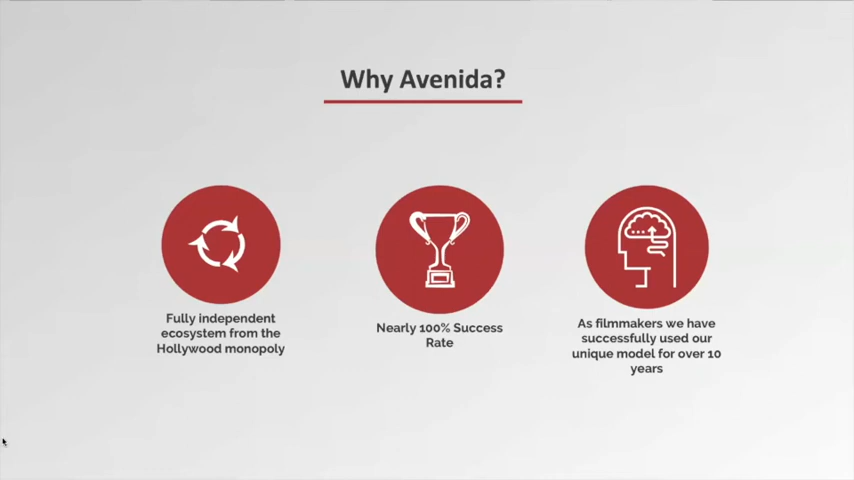 Why Avenida?
Fully independent
ecosystem from the
Hollywood monopoly
Nearly 100% Success
Rate
As filmmakers we have
successfully used our
unique model for over 10
years